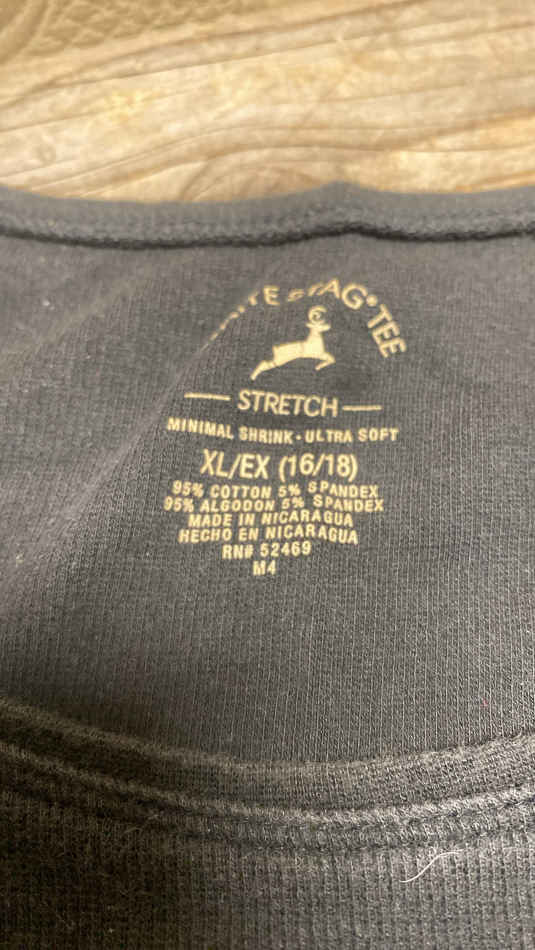 STAG® TEE
STRETCH
MINIMAL SHRINK • ULTRA SOFT
XL/EX (16/18)
95% COTTON 5% SPANDEX
95% ALGODON 5% SPANDEX
MADE IN NICARAGUA
HECHO EN NICARAGUA
RN# 52469
M4